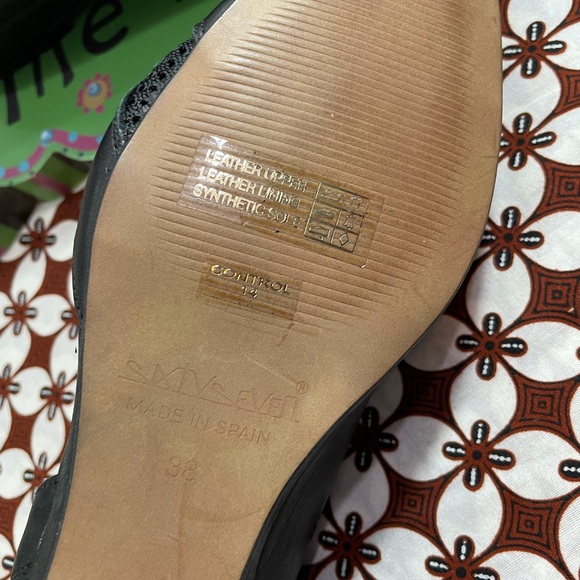 LEATHER UPPER
LEATHER LINING
SYNTHETIC SOLE
CONTROL
14
MADE IN SPAIN
38